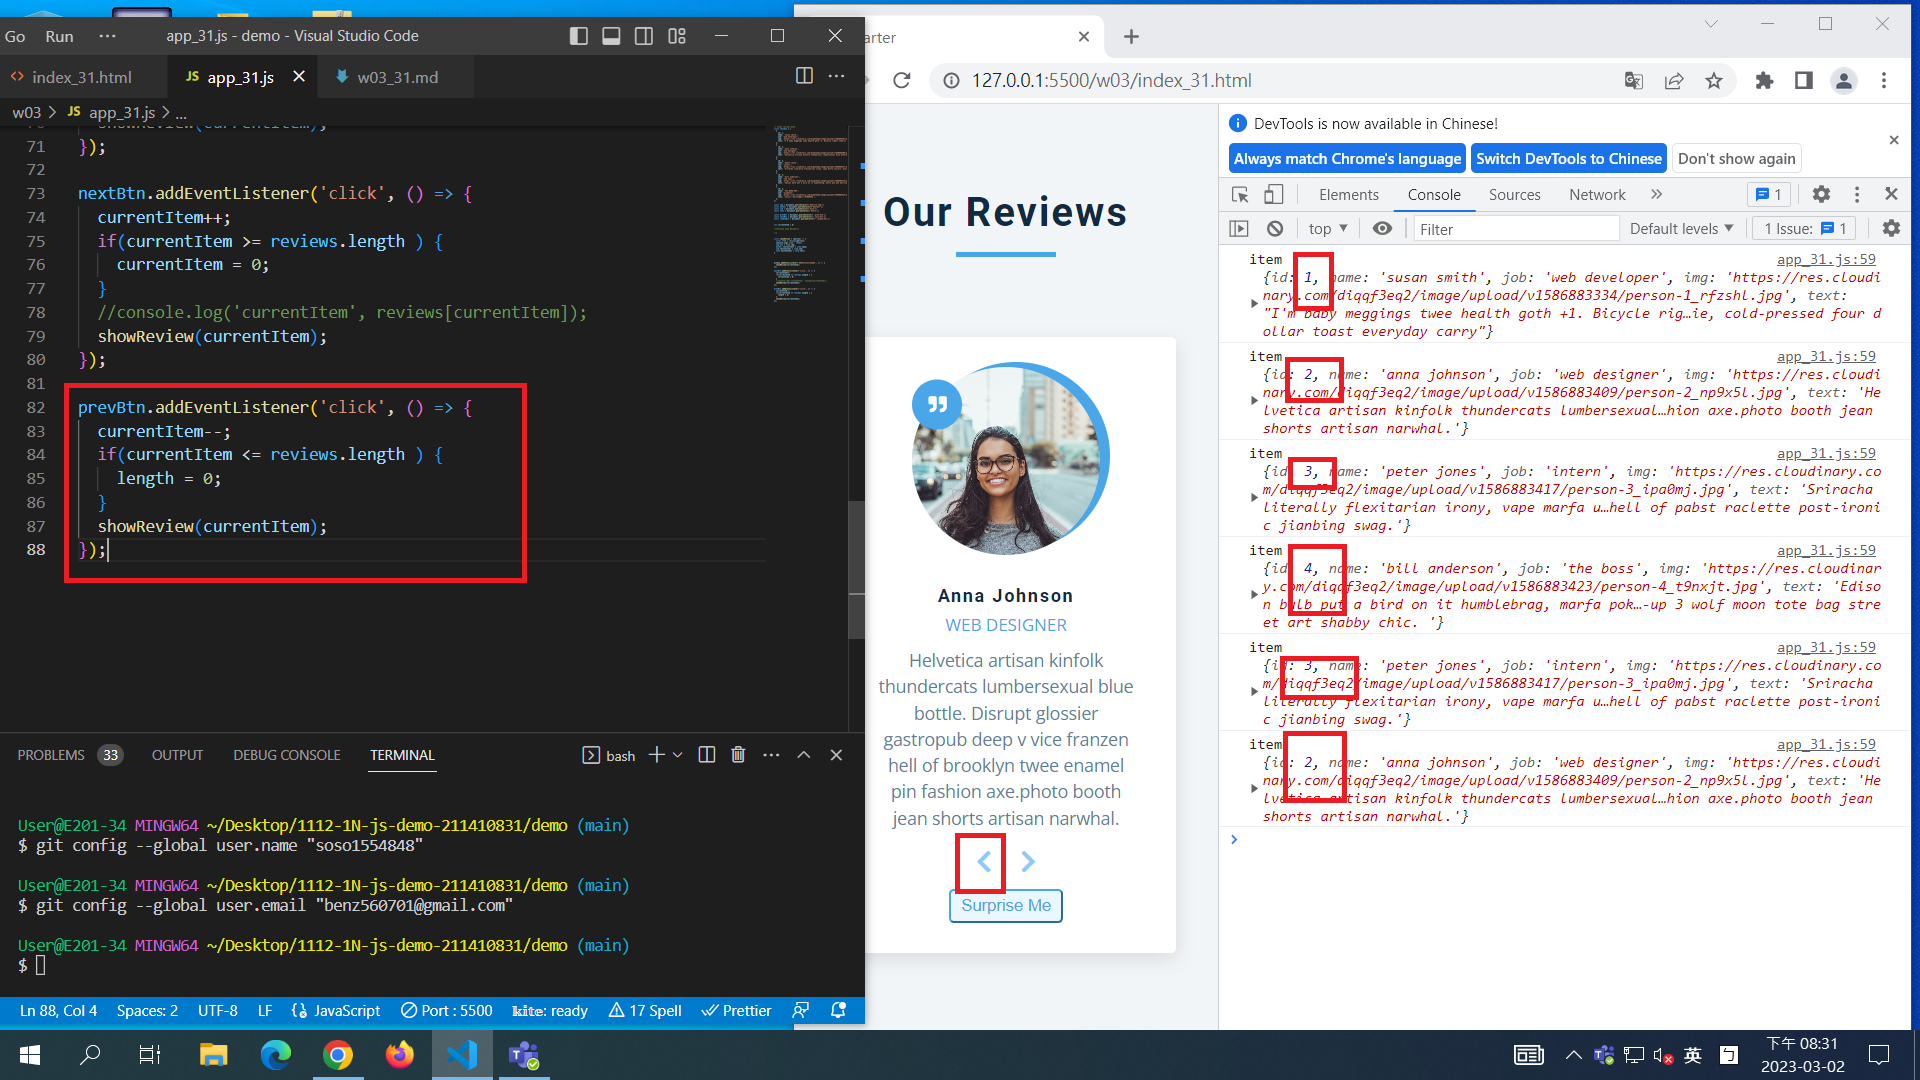 Go Run ··· app_31.js - demo - Visual Studio Code
index_31.html JS app_31.js w03_31.md
w03 > JS app_31.js > ...
showReview(currentItem);
71 });
72
73 nextBtn.addEventListener('click', () => {
74 currentItem++;
75 if(currentItem >= reviews.length ) {
76 currentItem = 0;
77 }
78 //console.log('currentItem', reviews[currentItem]);
79 showReview(currentItem);
80 });
81
82 prevBtn.addEventListener('click', () => {
83 currentItem--;
84 if(currentItem <= reviews.length ) {
85 length = 0;
86 }
87 showReview(currentItem);
88 });
PROBLEMS 33 OUTPUT DEBUG CONSOLE TERMINAL bash
User@E201-34 MINGW64 ~/Desktop/1112-1N-js-demo-211410831/demo (main)
$ git config --global user.name "soso1554848"
User@E201-34 MINGW64 ~/Desktop/1112-1N-js-demo-211410831/demo (main)
$ git config --global user.email "benz560701@gmail.com"
User@E201-34 MINGW64 ~/Desktop/1112-1N-js-demo-211410831/demo (main)
$
Ln 88, Col 4 Spaces: 2 UTF-8 LF JavaScript Port : 5500 kite: ready 17 Spell Prettier
arter
127.0.0.1:5500/w03/index_31.html
Our Reviews
Anna Johnson
WEB DESIGNER
Helvetica artisan kinfolk
thundercats lumbersexual blue
bottle. Disrupt glossier
gastropub deep v vice franzen
hell of brooklyn twee enamel
pin fashion axe.photo booth
jean shorts artisan narwhal.
Surprise Me
DevTools is now available in Chinese!
Always match Chrome's language Switch DevTools to Chinese Don't show again
Elements Console Sources Network » 1
top Filter Default levels 1 Issue: 1
item app_31.js:59
{id: 1, name: 'susan smith', job: 'web developer', img: 'https://res.cloudi
nary.com/diqqf3eq2/image/upload/v1586883334/person-1_rfzshl.jpg', text:
"I'm baby meggings twee health goth +1. Bicycle rig…ie, cold-pressed four d
ollar toast everyday carry"}
item app_31.js:59
{id: 2, name: 'anna johnson', job: 'web designer', img: 'https://res.cloudi
nary.com/diqqf3eq2/image/upload/v1586883409/person-2_np9x5l.jpg', text: 'He
lvetica artisan kinfolk thundercats lumbersexual…hion axe.photo booth jean
shorts artisan narwhal.'}
item app_31.js:59
{id: 3, name: 'peter jones', job: 'intern', img: 'https://res.cloudinary.co
m/diqqf3eq2/image/upload/v1586883417/person-3_ipa0mj.jpg', text: 'Sriracha
literally flexitarian irony, vape marfa u…hell of pabst raclette post-ironi
c jianbing swag.'}
item app_31.js:59
{id: 4, name: 'bill anderson', job: 'the boss', img: 'https://res.cloudinar
y.com/diqqf3eq2/image/upload/v1586883423/person-4_t9nxjt.jpg', text: 'Ediso
n bulb put a bird on it humblebrag, marfa pok…-up 3 wolf moon tote bag stre
et art shabby chic. '}
item app_31.js:59
{id: 3, name: 'peter jones', job: 'intern', img: 'https://res.cloudinary.co
m/diqqf3eq2/image/upload/v1586883417/person-3_ipa0mj.jpg', text: 'Sriracha
literally flexitarian irony, vape marfa u…hell of pabst raclette post-ironi
c jianbing swag.'}
item app_31.js:59
{id: 2, name: 'anna johnson', job: 'web designer', img: 'https://res.cloudi
nary.com/diqqf3eq2/image/upload/v1586883409/person-2_np9x5l.jpg', text: 'He
lvetica artisan kinfolk thundercats lumbersexual…hion axe.photo booth jean
shorts artisan narwhal.'}
英 ㄅ 下午 08:31
2023-03-02